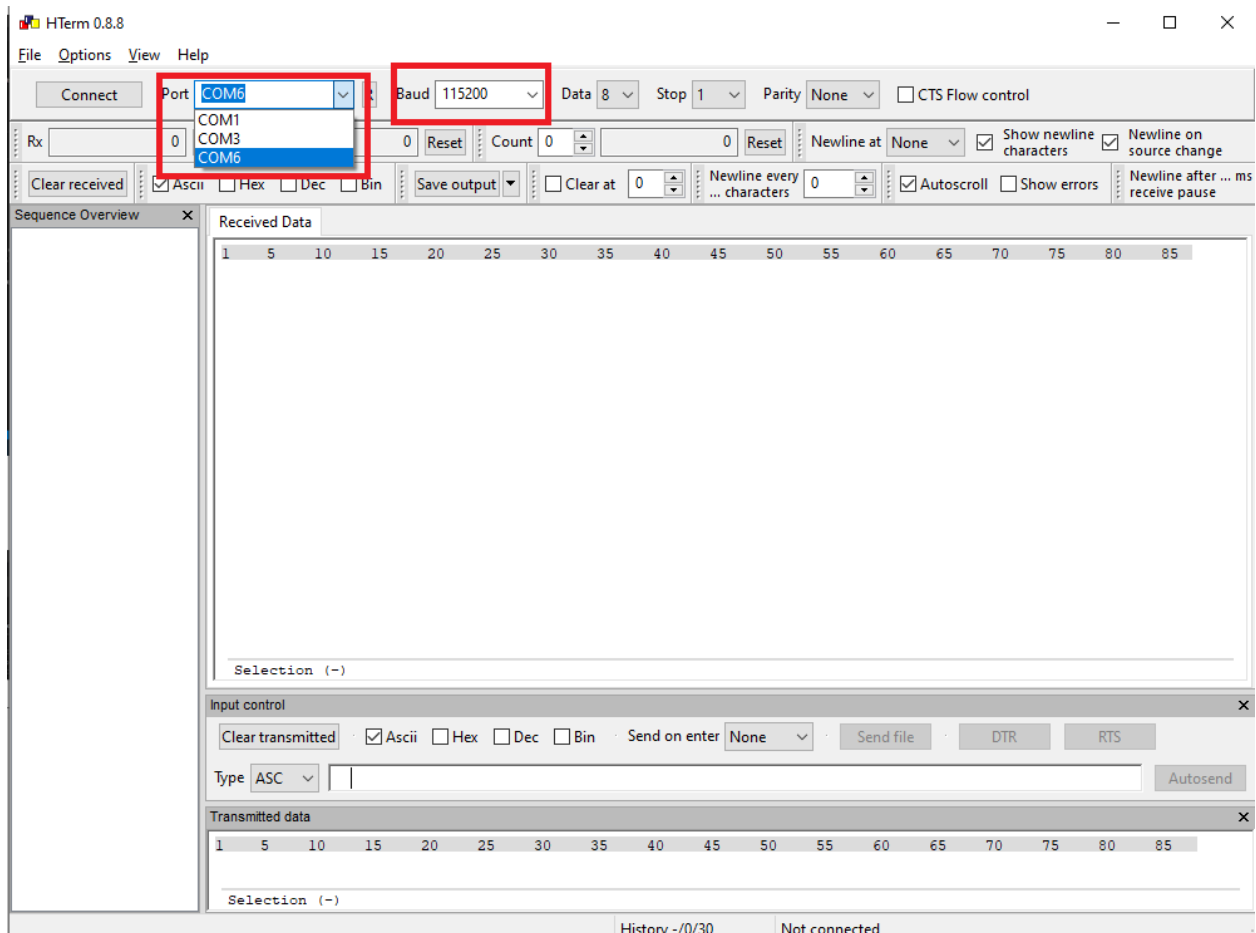 HTerm 0.8.8
File Options View Help
Connect Port COM6 R Baud 115200 Data 8 Stop 1 Parity None CTS Flow control
COM1
COM3
COM6
Rx 0 0 Reset Count 0 0 Reset Newline at None Show newline characters Newline on source change
Clear received Ascii Hex Dec Bin Save output Clear at 0 Newline every ... characters 0 Autoscroll Show errors Newline after ... ms receive pause
Sequence Overview
Received Data
1 5 10 15 20 25 30 35 40 45 50 55 60 65 70 75 80 85
Selection (-)
Input control
Clear transmitted Ascii Hex Dec Bin Send on enter None Send file DTR RTS
Type ASC Autosend
Transmitted data
1 5 10 15 20 25 30 35 40 45 50 55 60 65 70 75 80 85
Selection (-)
History -/0/30 Not connected